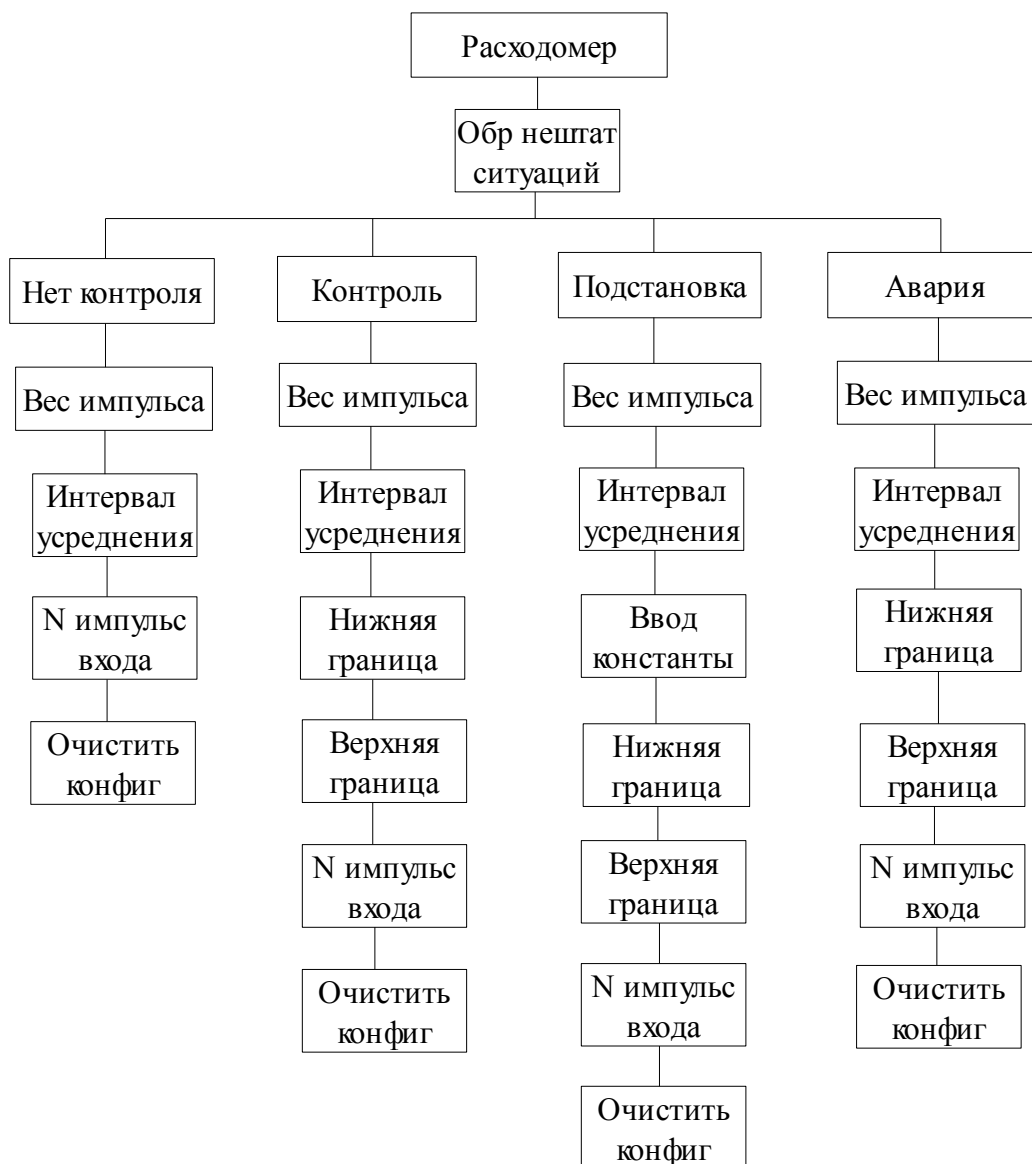 Расходомер
Обр нештат
ситуаций
Нет контроля
Вес импульса
Интервал
усреднения
N импульс
входа
Очистить
конфиг
Контроль
Вес импульса
Интервал
усреднения
Нижняя
граница
Верхняя
граница
N импульс
входа
Очистить
конфиг
Подстановка
Вес импульса
Интервал
усреднения
Ввод
константы
Нижняя
граница
Верхняя
граница
N импульс
входа
Очистить
конфиг
Авария
Вес импульса
Интервал
усреднения
Нижняя
граница
Верхняя
граница
N импульс
входа
Очистить
конфиг